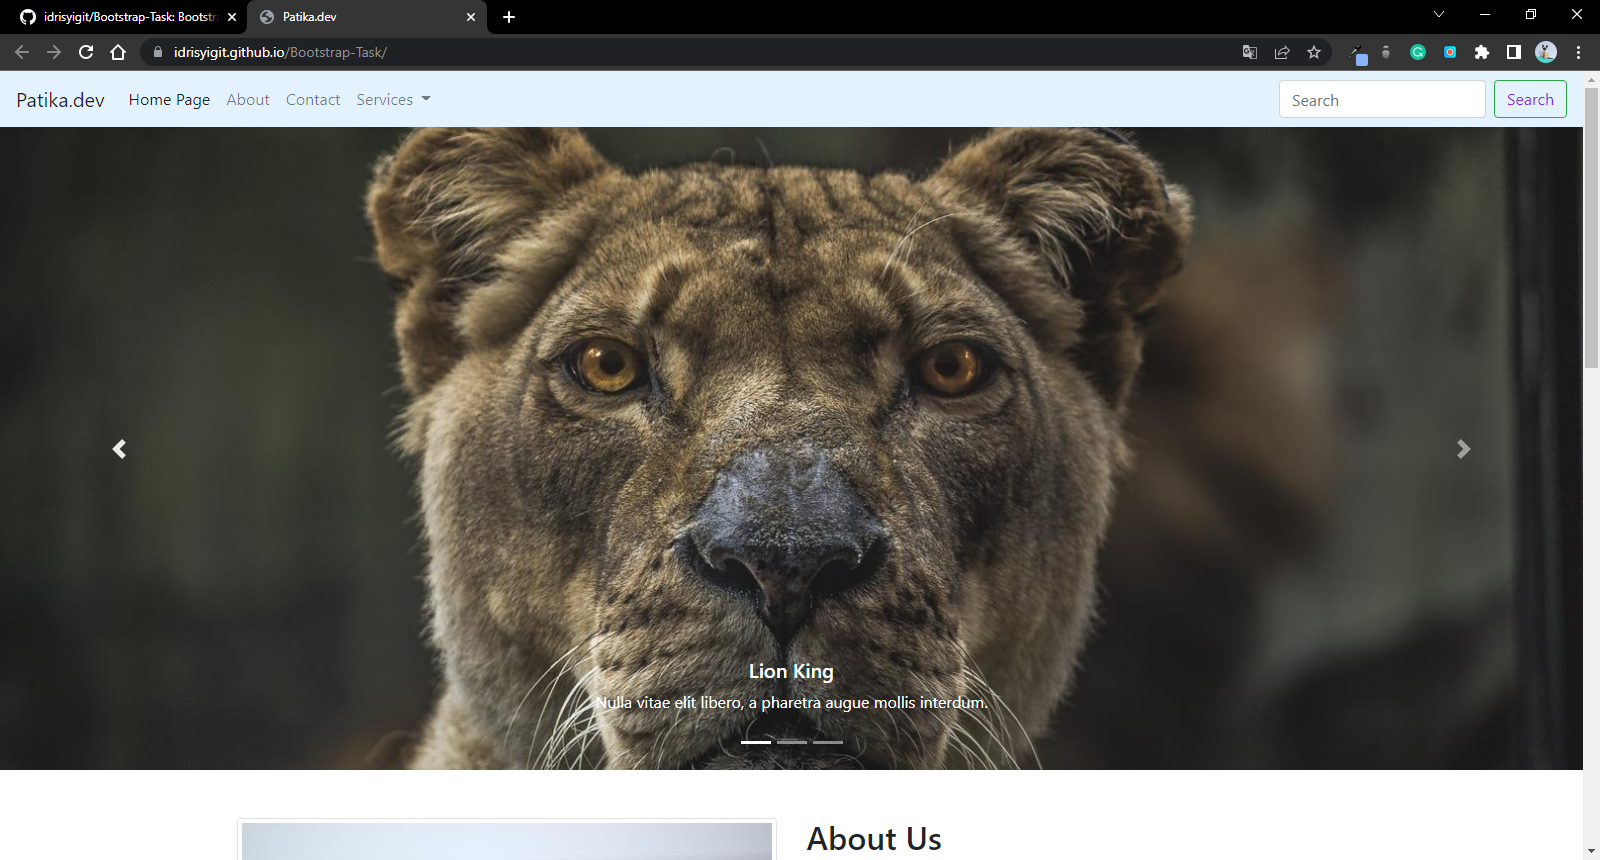 idrisyigit/Bootstrap-Task: Bootstr
Patika.dev
idrisyigit.github.io/Bootstrap-Task/
Patika.dev Home Page About Contact Services Search Search
Lion King
Nulla vitae elit libero, a pharetra augue mollis interdum.
About Us